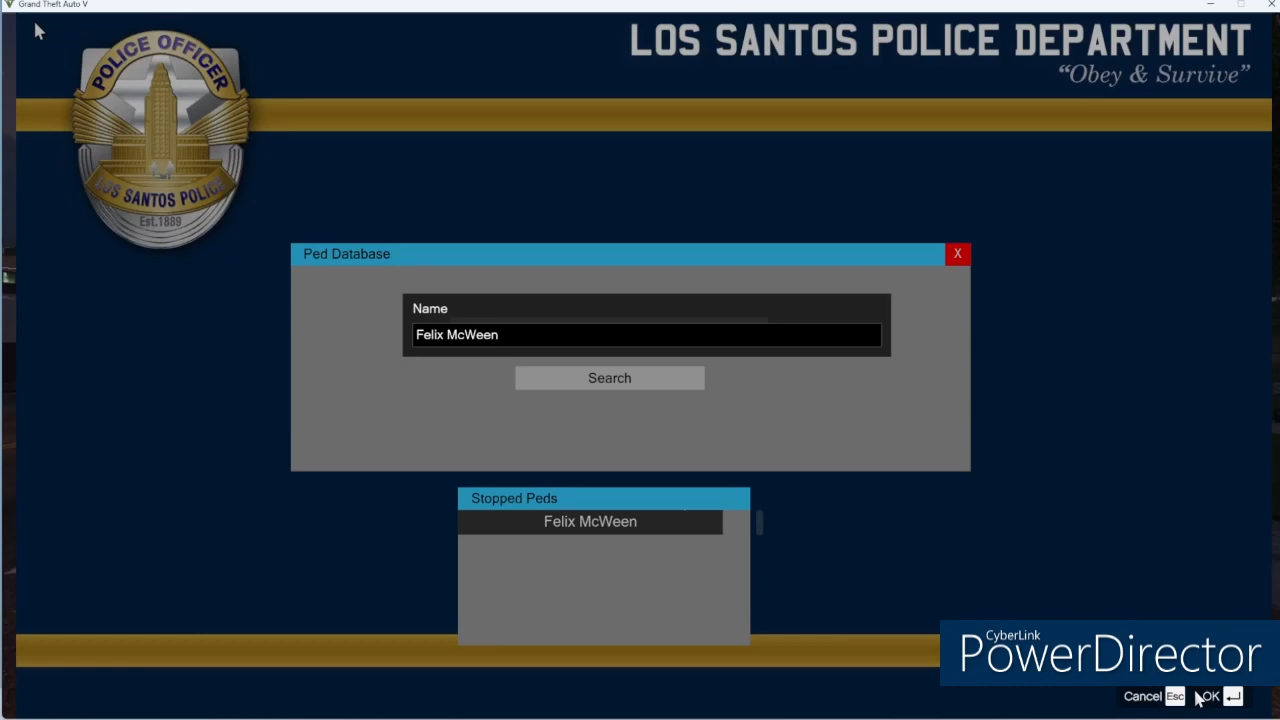 Grand Theft Auto V
LOS SANTOS POLICE DEPARTMENT
“Obey & Survive”
POLICE OFFICER
LOS SANTOS POLICE
Est.1869
Ped Database
X
Name
Felix McWeen
Search
Stopped Peds
Felix McWeen
CyberLink
PowerDirector
Cancel Esc OK